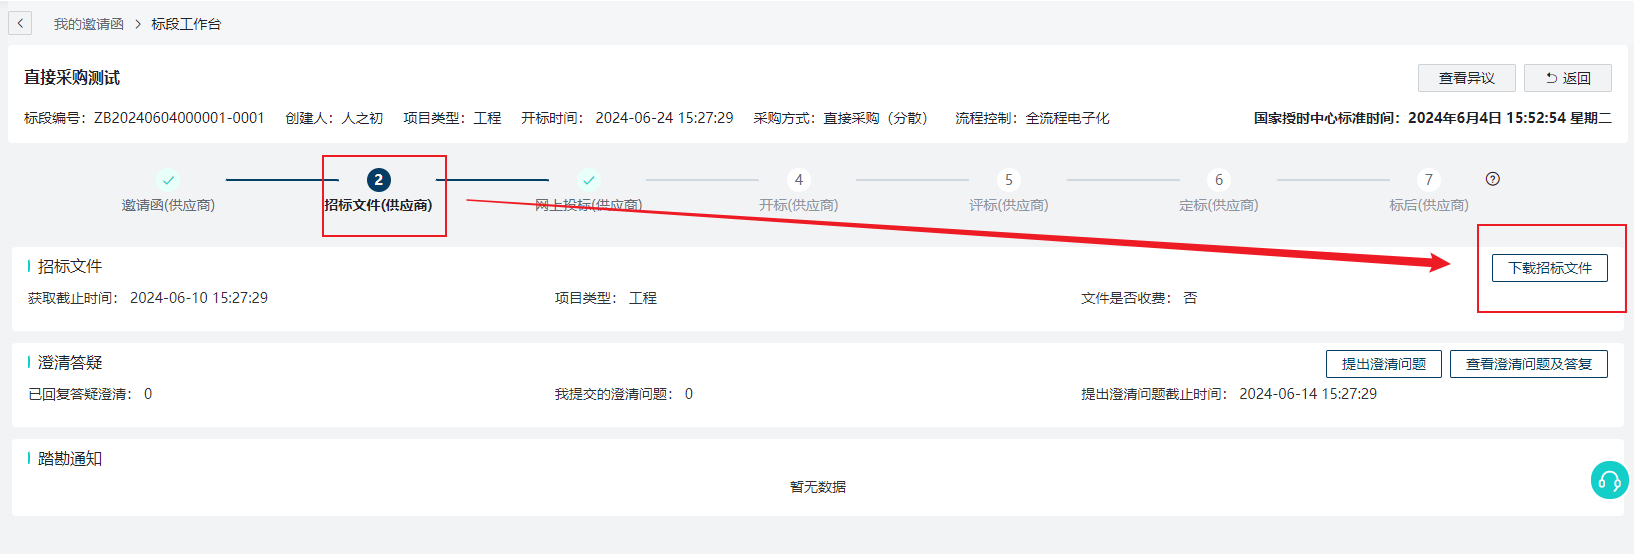 我的邀请函 > 标段工作台
直接采购测试 查看异议 返回
标段编号：ZB20240604000001-0001 创建人：人之初 项目类型：工程 开标时间： 2024-06-24 15:27:29 采购方式：直接采购（分散） 流程控制：全流程电子化 国家授时中心标准时间：2024年6月4日 15:52:54 星期二
2 4 5 6 7 ?
邀请函(供应商) 招标文件(供应商) 网上投标(供应商) 开标(供应商) 评标(供应商) 定标(供应商) 标后(供应商)
招标文件 下载招标文件
获取截止时间： 2024-06-10 15:27:29 项目类型： 工程 文件是否收费： 否
澄清答疑 提出澄清问题 查看澄清问题及答复
已回复答疑澄清： 0 我提交的澄清问题： 0 提出澄清问题截止时间： 2024-06-14 15:27:29
踏勘通知
暂无数据